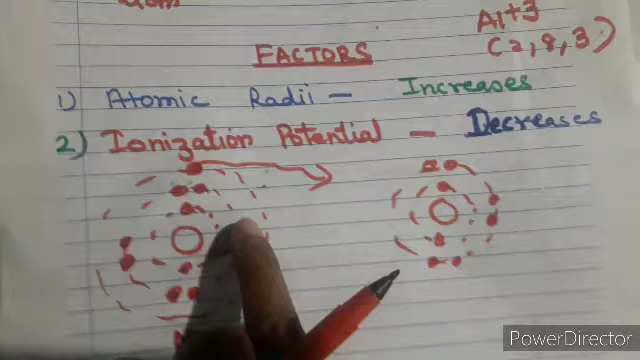 Al+3
(2,8,3)
FACTORS
1) Atomic Radii - Increases
2) Ionization Potential - Decreases
PowerDirector